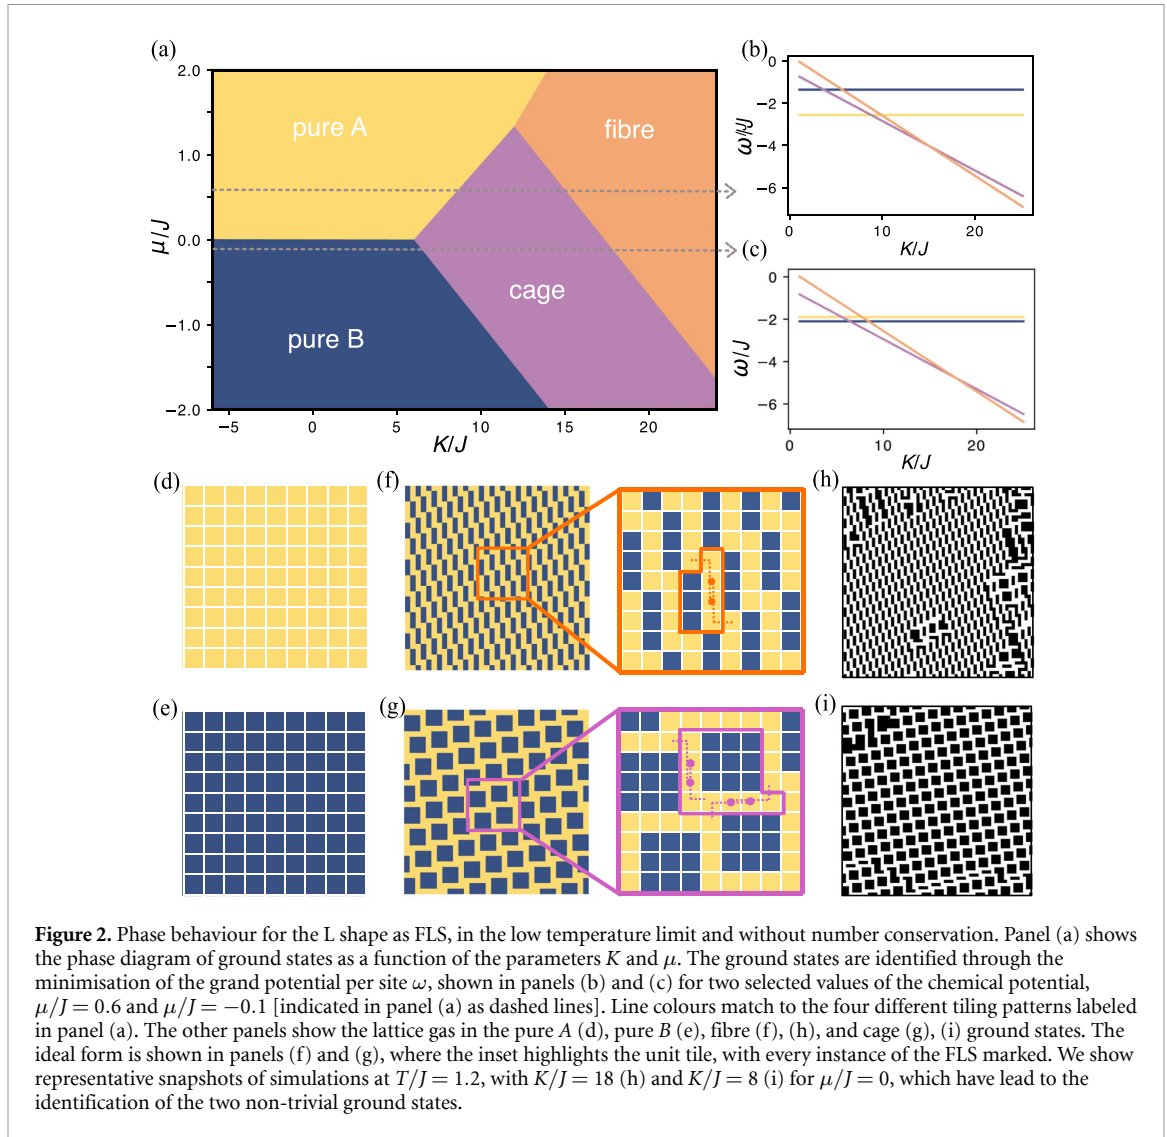 (a)
2.0
1.0
0.0
−1.0
−2.0
μ/J
pure A
fibre
cage
pure B
−5
0
5
10
15
20
K/J
(b)
0
−2
−4
−6
ω/J
0
10
20
K/J
(c)
0
−2
−4
−6
ω/J
0
10
20
K/J
(d)
(f)
(h)
(e)
(g)
(i)
Figure 2. Phase behaviour for the L shape as FLS, in the low temperature limit and without number conservation. Panel (a) shows
the phase diagram of ground states as a function of the parameters K and μ. The ground states are identified through the
minimisation of the grand potential per site ω, shown in panels (b) and (c) for two selected values of the chemical potential,
μ/J = 0.6 and μ/J = −0.1 [indicated in panel (a) as dashed lines]. Line colours match to the four different tiling patterns labeled
in panel (a). The other panels show the lattice gas in the pure A (d), pure B (e), fibre (f), (h), and cage (g), (i) ground states. The
ideal form is shown in panels (f) and (g), where the inset highlights the unit tile, with every instance of the FLS marked. We show
representative snapshots of simulations at T/J = 1.2, with K/J = 18 (h) and K/J = 8 (i) for μ/J = 0, which have lead to the
identification of the two non-trivial ground states.